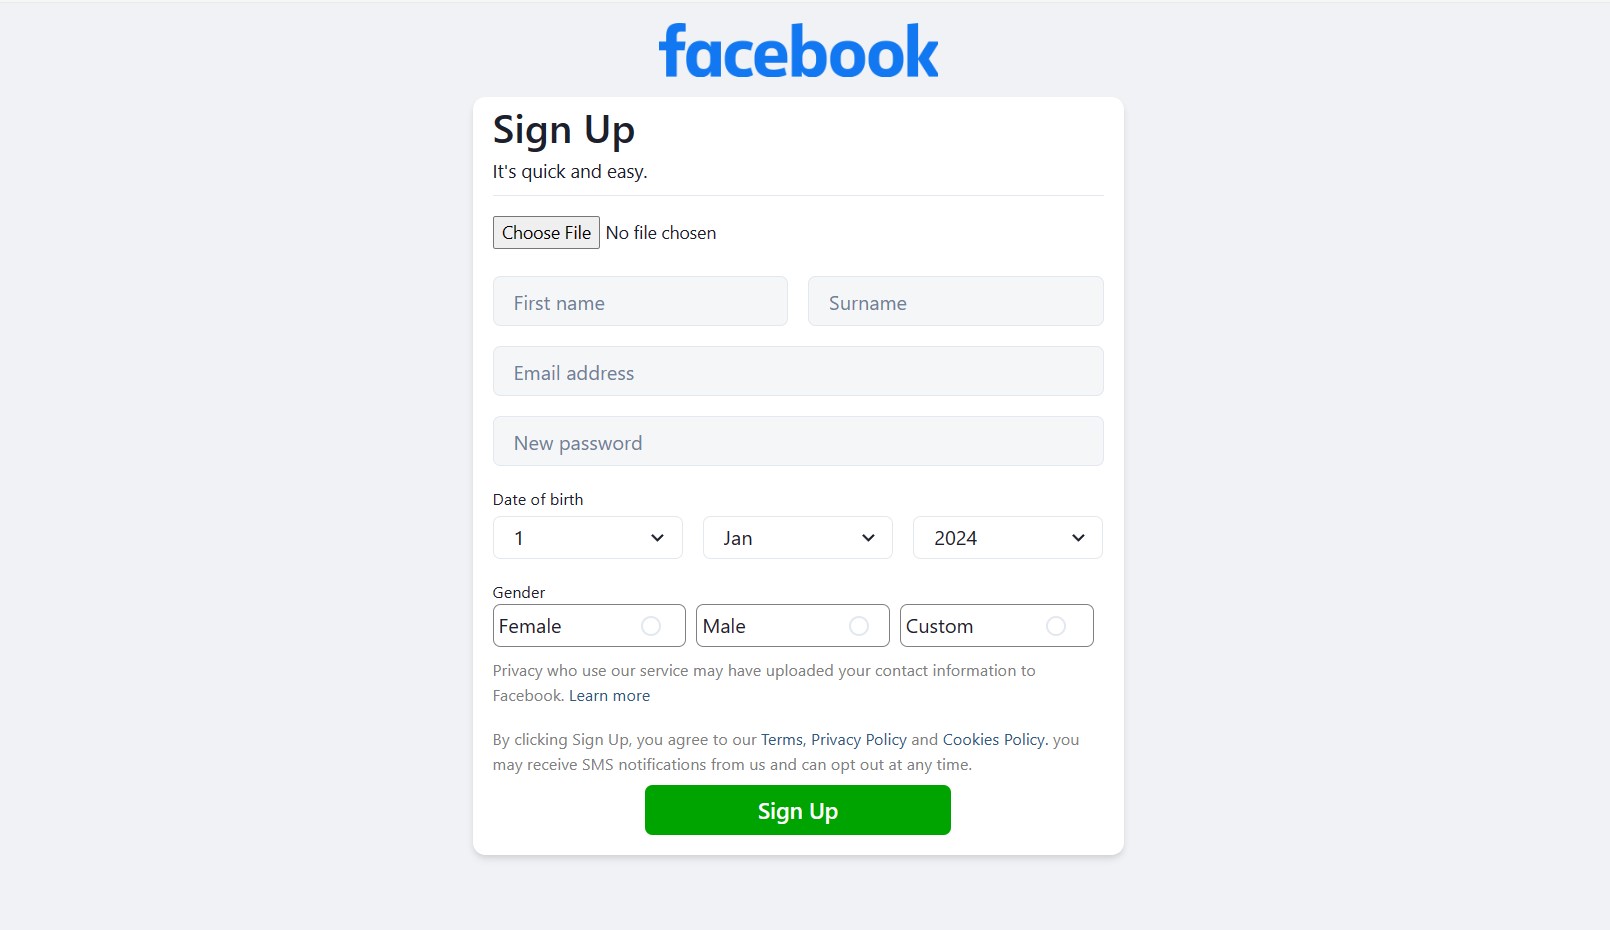 facebook
Sign Up
It's quick and easy.
Choose File No file chosen
First name Surname
Email address
New password
Date of birth
1 Jan 2024
Gender
Female Male Custom
Privacy who use our service may have uploaded your contact information to
Facebook. Learn more
By clicking Sign Up, you agree to our Terms, Privacy Policy and Cookies Policy. you
may receive SMS notifications from us and can opt out at any time.
Sign Up